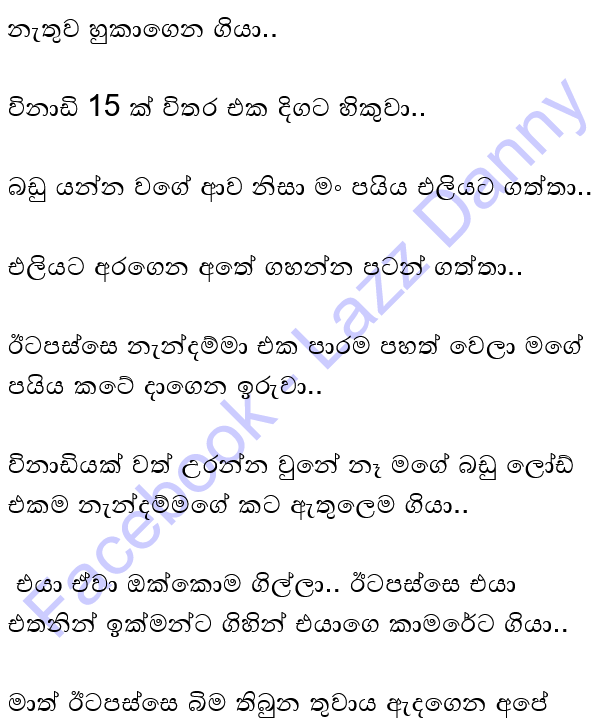 නැතුව හුකාගෙන ගියා..
විනාඩි 15 ක් විතර එක දිගට හිකුවා..
බඩු යන්න වගේ ආව නිසා මං පයිය එලියට ගත්තා..
එලියට අරගෙන අතේ ගහන්න පටන් ගත්තා..
ඊටපස්සෙ නැන්දම්මා එක පාරම පහත් වෙලා මගේ
පයිය කටේ දාගෙන ඉරුවා..
විනාඩියක් වත් උරන්න වුනේ නෑ මගේ බඩු ලෝඩ්
එකම නැන්දම්මගේ කට ඇතුලෙම ගියා..
එයා ඒවා ඔක්කොම ගිල්ලා.. ඊටපස්සෙ එයා
එතනින් ඉක්මන්ට ගිහින් එයාගෙ කාමරේට ගියා..
මාත් ඊටපස්සෙ බිම තිබුන තුවාය ඇදගෙන අපේ
Facebook - Lazz Danny